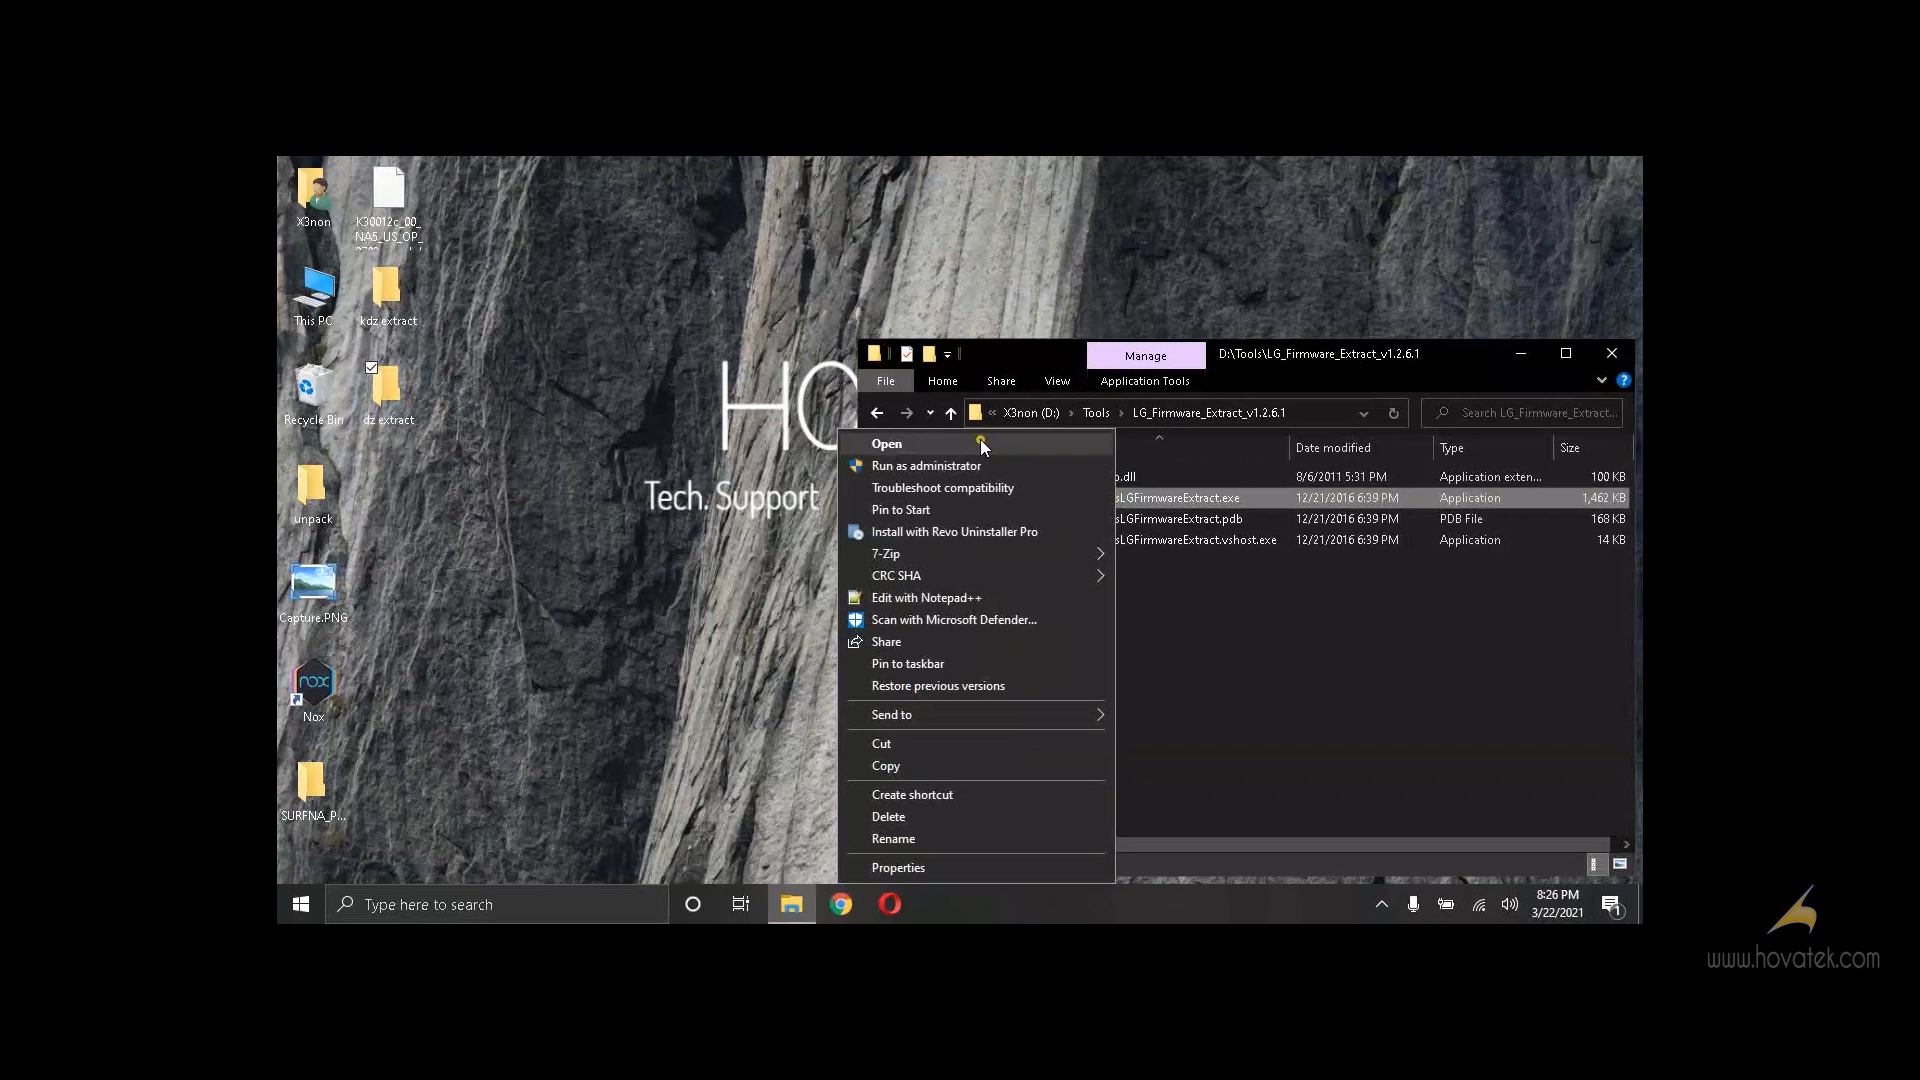 X3non
K30012c_00_
NA5_US_OP_
This PC
kdz extract
Recycle Bin
dz extract
unpack
Capture.PNG
nox
Nox
SURFNA_P...
HO
Tech. Support
Manage
D:\Tools\LG_Firmware_Extract_v1.2.6.1
File
Home
Share
View
Application Tools
« X3non (D:) › Tools › LG_Firmware_Extract_v1.2.6.1
Search LG_Firmware_Extract...
Date modified
Type
Size
.dll 8/6/2011 5:31 PM Application exten... 100 KB
sLGFirmwareExtract.exe 12/21/2016 6:39 PM Application 1,462 KB
sLGFirmwareExtract.pdb 12/21/2016 6:39 PM PDB File 168 KB
sLGFirmwareExtract.vshost.exe 12/21/2016 6:39 PM Application 14 KB
Open
Run as administrator
Troubleshoot compatibility
Pin to Start
Install with Revo Uninstaller Pro
7-Zip
CRC SHA
Edit with Notepad++
Scan with Microsoft Defender...
Share
Pin to taskbar
Restore previous versions
Send to
Cut
Copy
Create shortcut
Delete
Rename
Properties
Type here to search
8:26 PM
3/22/2021
1
www.hovatek.com